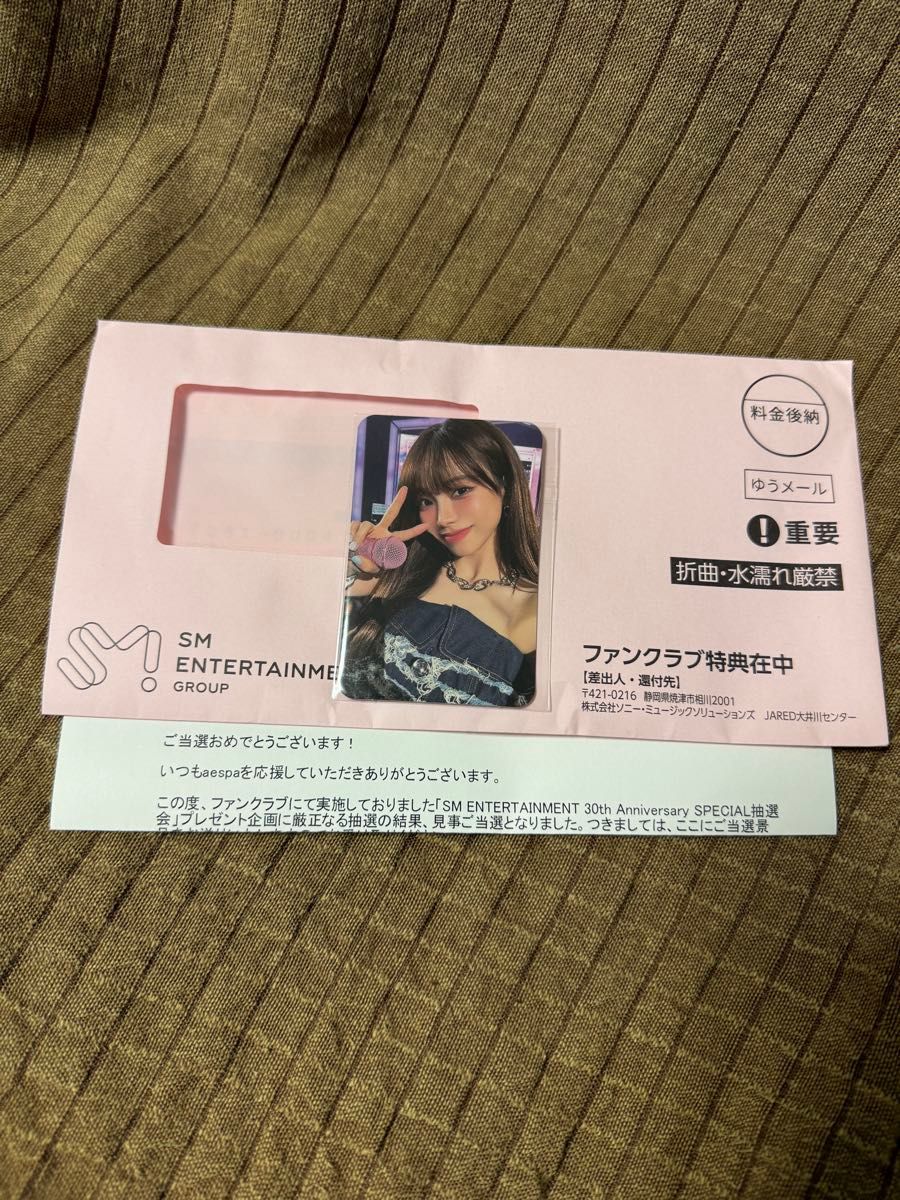 料金後納
ゆうメール
重要
折曲・水濡れ厳禁
SM
ENTERTAINME
GROUP
ファンクラブ特典在中
【差出人・還付先】
〒421-0216 静岡県焼津市相川2001
株式会社ソニー・ミュージックソリューションズ JARED大井川センター
ご当選おめでとうございます！
いつもaespaを応援していただきありがとうございます。
この度、ファンクラブにて実施しておりました「SM ENTERTAINMENT 30th Anniversary SPECIAL抽選
会」プレゼント企画に厳正なる抽選の結果、見事ご当選となりました。つきましては、ここにご当選景